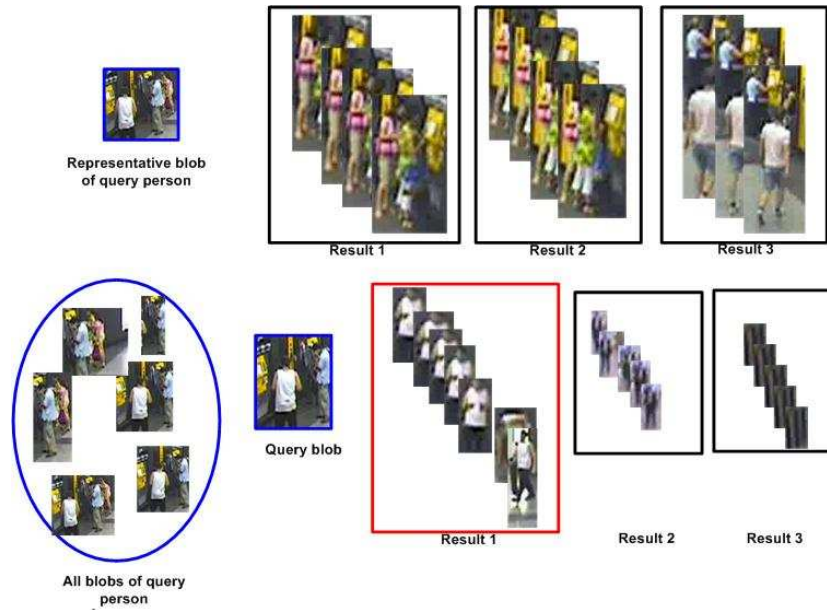 Representative blob
of query person
Result 1
Result 2
Result 3
Query blob
Result 1
Result 2
Result 3
All blobs of query
person